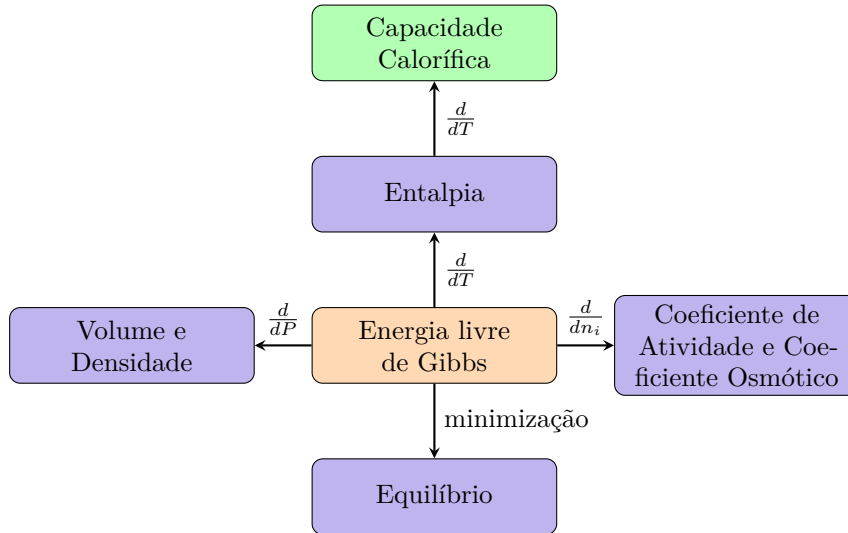 Capacidade
Calorífica
d/dT
Entalpia
d/dT
Volume e
Densidade
d/dP
Energia livre
de Gibbs
d/dn_i
Coeficiente de
Atividade e Coe-
ficiente Osmótico
minimização
Equilíbrio